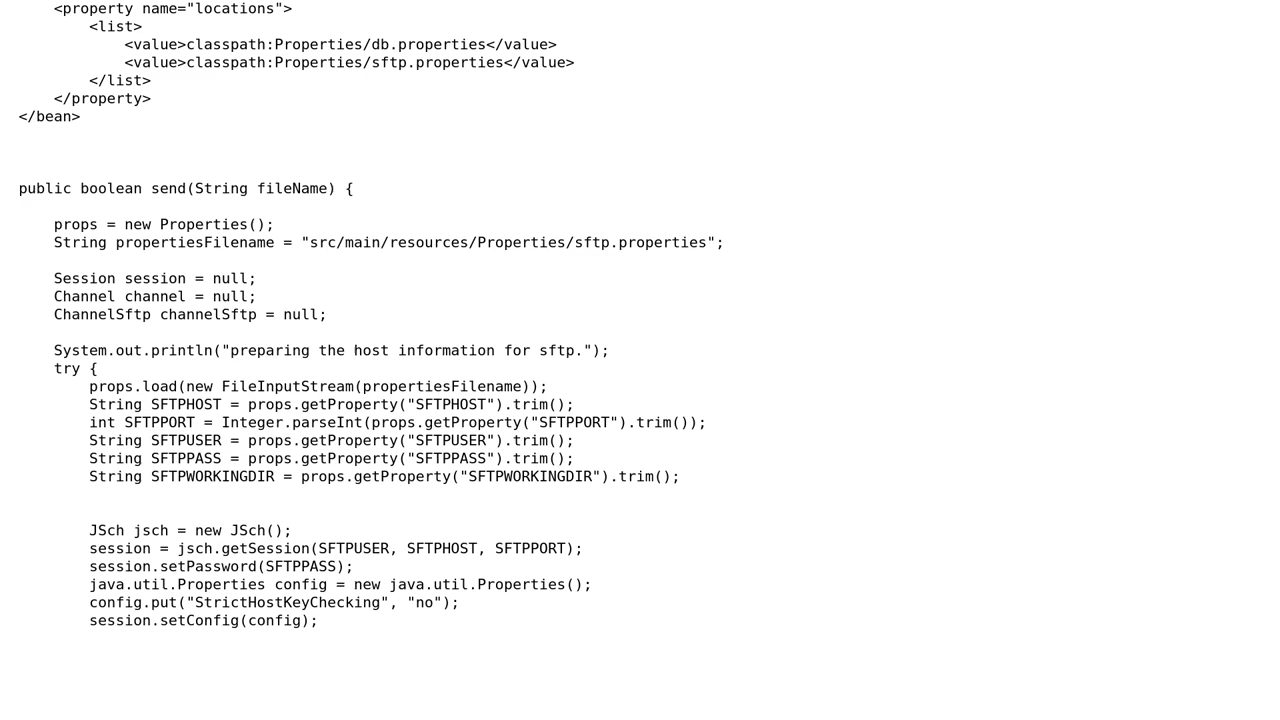 <property name="locations">
        <list>
            <value>classpath:Properties/db.properties</value>
            <value>classpath:Properties/sftp.properties</value>
        </list>
    </property>
</bean>

public boolean send(String fileName) {

    props = new Properties();
    String propertiesFilename = "src/main/resources/Properties/sftp.properties";

    Session session = null;
    Channel channel = null;
    ChannelSftp channelSftp = null;

    System.out.println("preparing the host information for sftp.");
    try {
        props.load(new FileInputStream(propertiesFilename));
        String SFTPHOST = props.getProperty("SFTPHOST").trim();
        int SFTPPORT = Integer.parseInt(props.getProperty("SFTPPORT").trim());
        String SFTPUSER = props.getProperty("SFTPUSER").trim();
        String SFTPPASS = props.getProperty("SFTPPASS").trim();
        String SFTPWORKINGDIR = props.getProperty("SFTPWORKINGDIR").trim();

        JSch jsch = new JSch();
        session = jsch.getSession(SFTPUSER, SFTPHOST, SFTPPORT);
        session.setPassword(SFTPPASS);
        java.util.Properties config = new java.util.Properties();
        config.put("StrictHostKeyChecking", "no");
        session.setConfig(config);